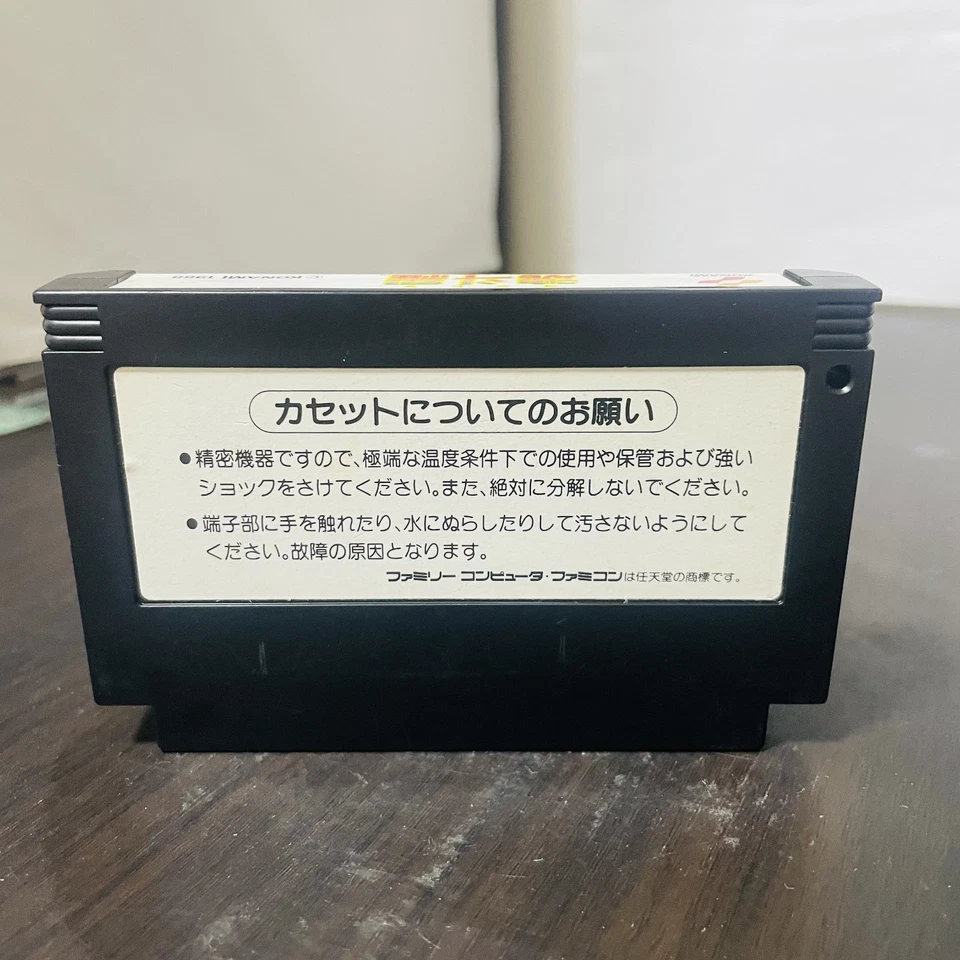 © KONAMI 1988
KONAMI
カセットについてのお願い
●精密機器ですので、極端な温度条件下での使用や保管および強い
ショックをさけてください。また、絶対に分解しないでください。
●端子部に手を触れたり、水にぬらしたりして汚さないようにして
ください。故障の原因となります。
ファミリーコンピュータ・ファミコンは任天堂の商標です。